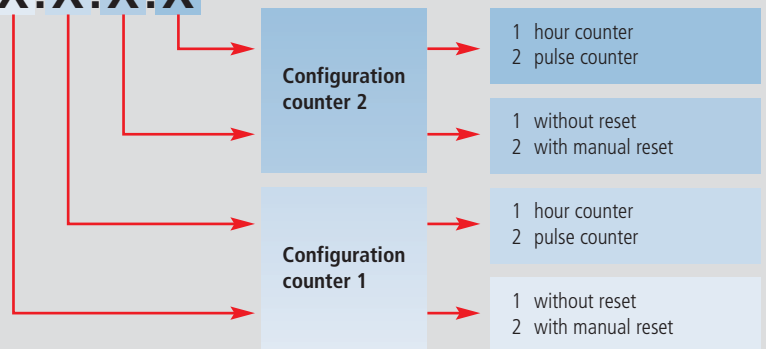 X.X.X.X
1 hour counter
2 pulse counter
Configuration
counter 2
1 without reset
2 with manual reset
1 hour counter
2 pulse counter
Configuration
counter 1
1 without reset
2 with manual reset